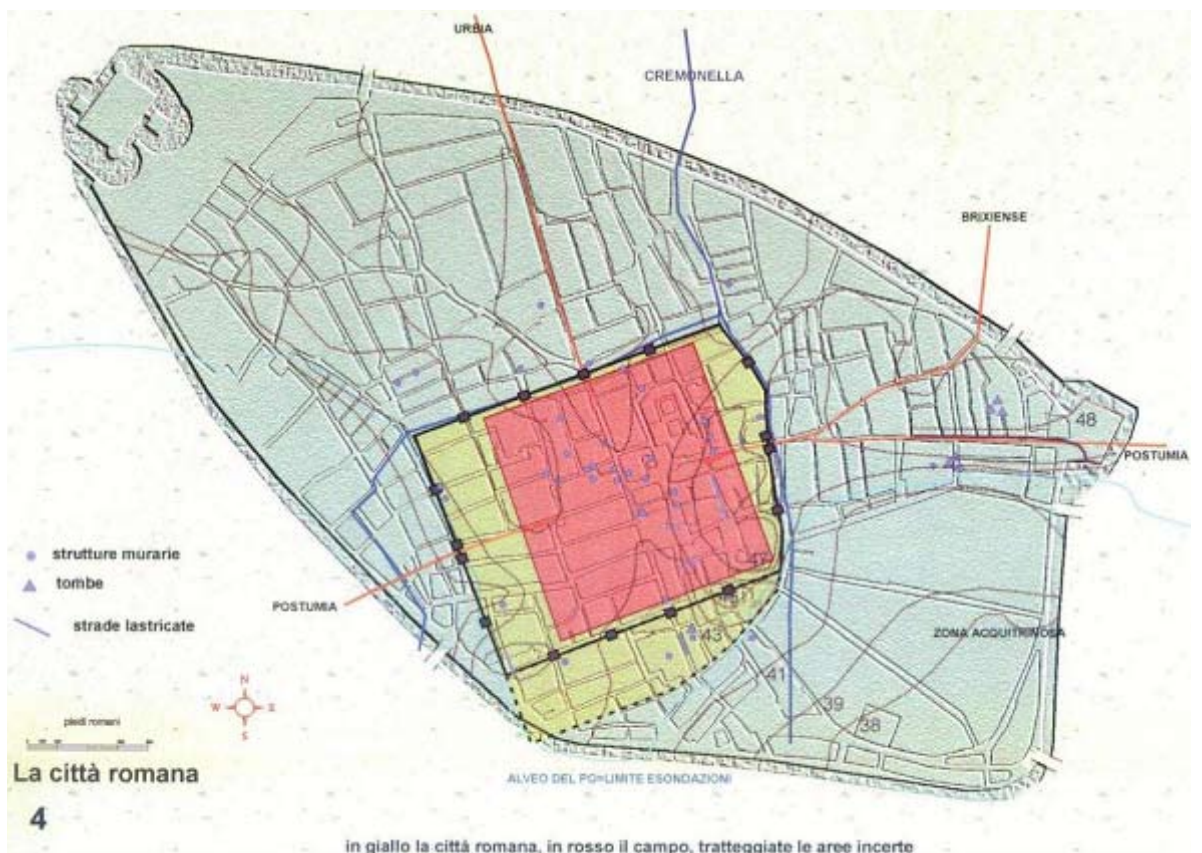 URBIA
CREMONELLA
BRIXIENSE
48
POSTUMIA
strutture murarie
tombe
strade lastricate
POSTUMIA
47
43
41
39
38
ZONA ACQUITRINOSA
N
W
S
piedi romani
La città romana
ALVEO DEL PO=LIMITE ESONDAZIONI
4
in giallo la città romana, in rosso il campo, tratteggiate le aree incerte